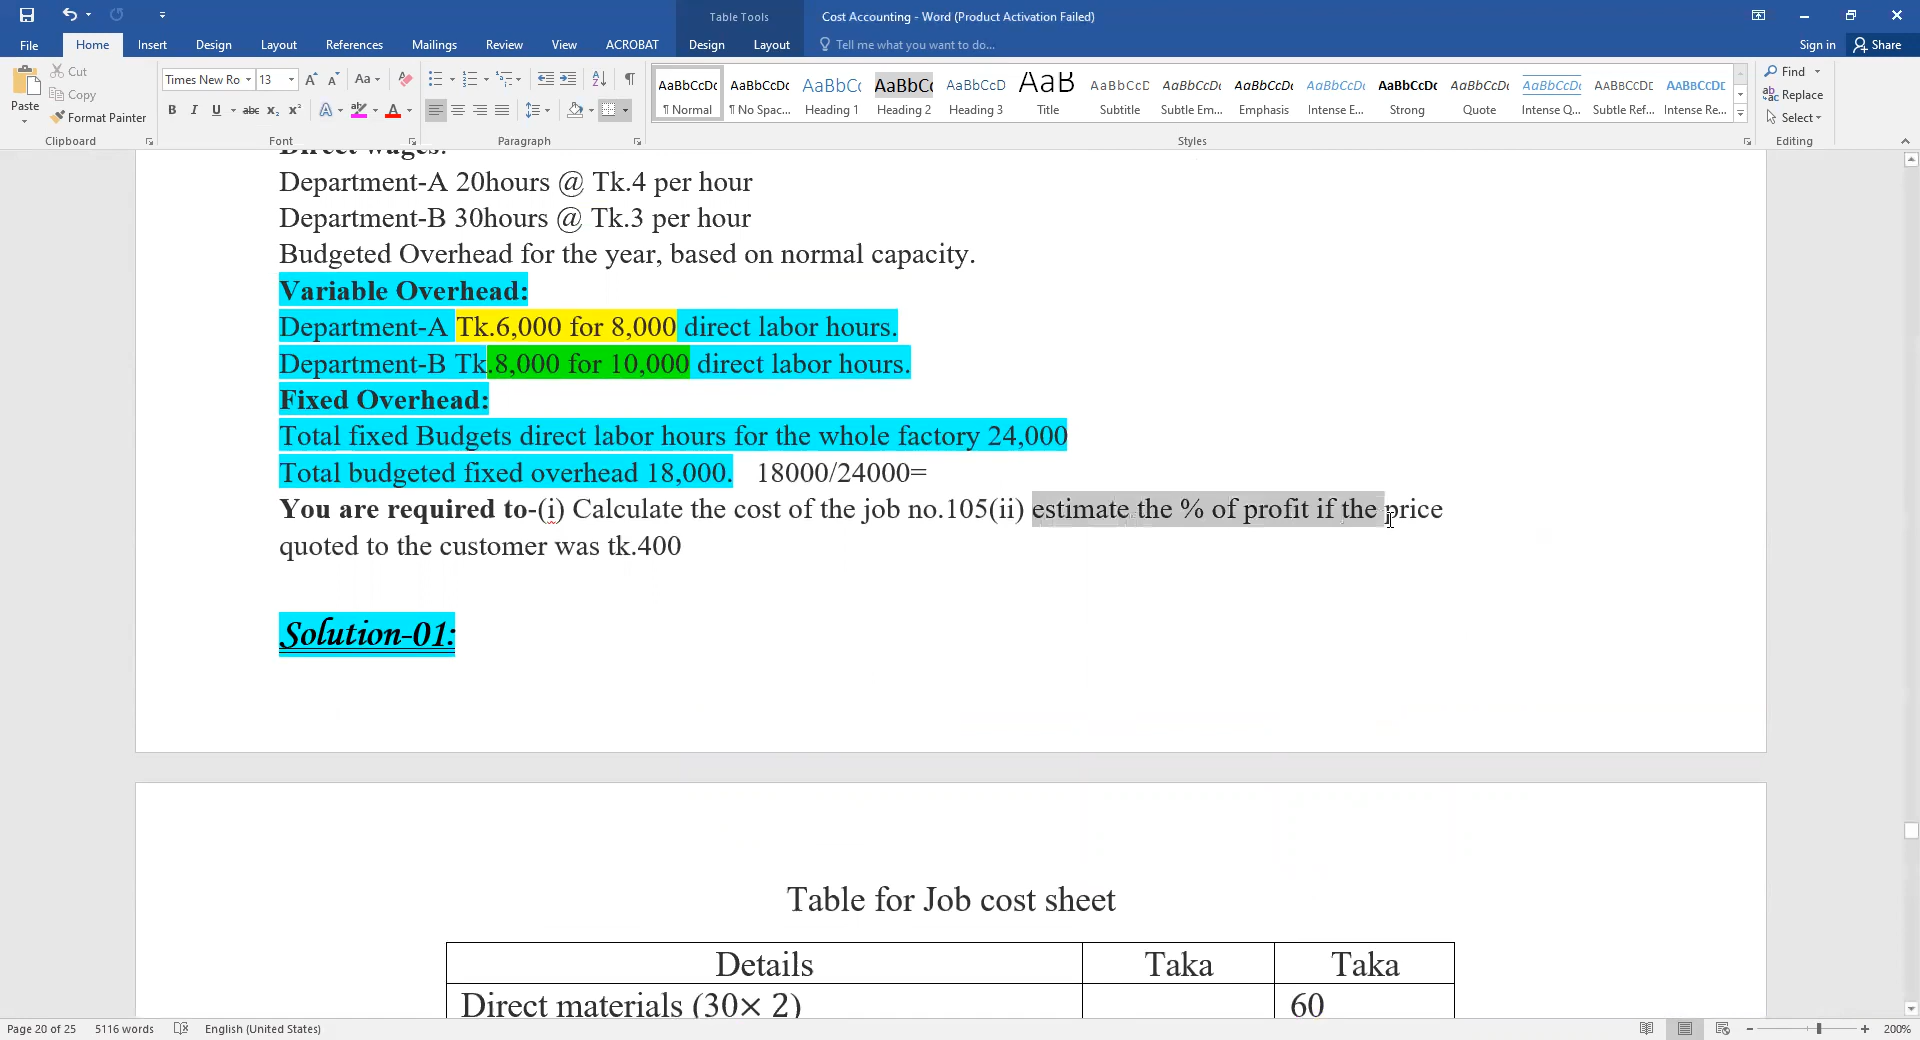 Table Tools
Cost Accounting - Word (Product Activation Failed)
File Home Insert Design Layout References Mailings Review View ACROBAT Design Layout Tell me what you want to do... Sign in Share
Paste
Cut
Copy
Format Painter
Clipboard
Times New Ro 13
Font
Paragraph
AaBbCcDc AaBbCcDc AaBbCc AaBbCc AaBbCcD AaB AaBbCcD AaBbCcDc AaBbCcDc AaBbCcDc AaBbCcDc AaBbCcDc AaBbCcDc AABBCCDC AABBCCDC
¶ Normal ¶ No Spac... Heading 1 Heading 2 Heading 3 Title Subtitle Subtle Em... Emphasis Intense E... Strong Quote Intense Q... Subtle Ref... Intense Re...
Styles
Find
Replace
Select
Editing
Direct wages:
Department-A 20hours @ Tk.4 per hour
Department-B 30hours @ Tk.3 per hour
Budgeted Overhead for the year, based on normal capacity.
Variable Overhead:
Department-A Tk.6,000 for 8,000 direct labor hours.
Department-B Tk.8,000 for 10,000 direct labor hours.
Fixed Overhead:
Total fixed Budgets direct labor hours for the whole factory 24,000
Total budgeted fixed overhead 18,000. 18000/24000=
You are required to-(i) Calculate the cost of the job no.105(ii) estimate the % of profit if the price
quoted to the customer was tk.400
Solution-01:
Table for Job cost sheet
Details Taka Taka
Direct materials (30× 2) 60
Page 20 of 25 5116 words English (United States) 200%